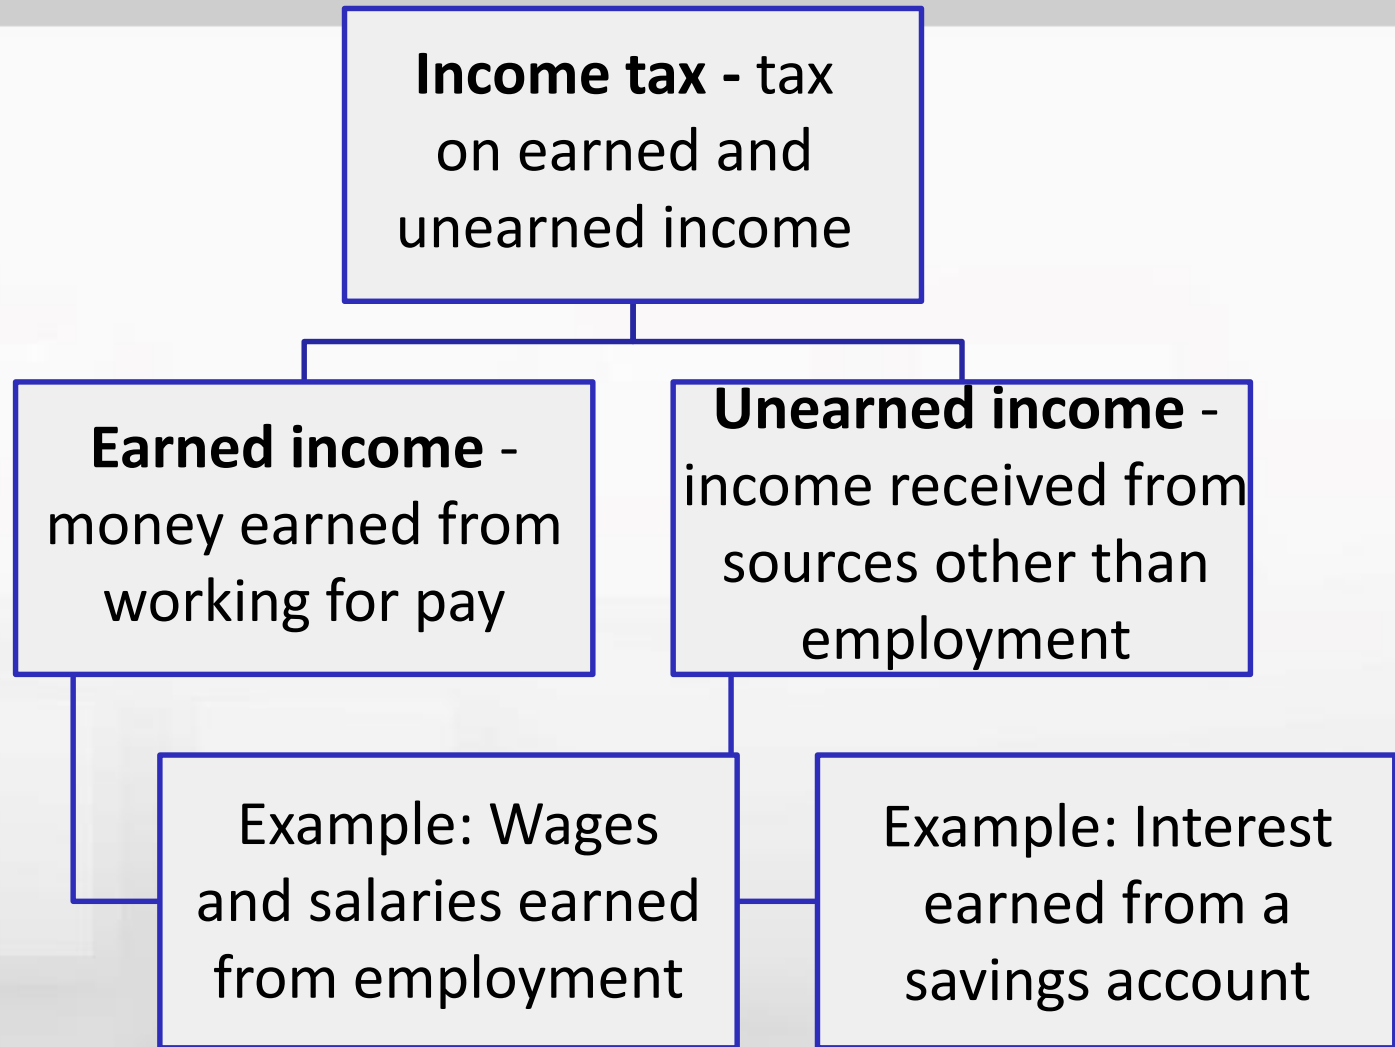 Income tax - tax
on earned and
unearned income
Earned income -
money earned from
working for pay
Unearned income -
income received from
sources other than
employment
Example: Wages
and salaries earned
from employment
Example: Interest
earned from a
savings account